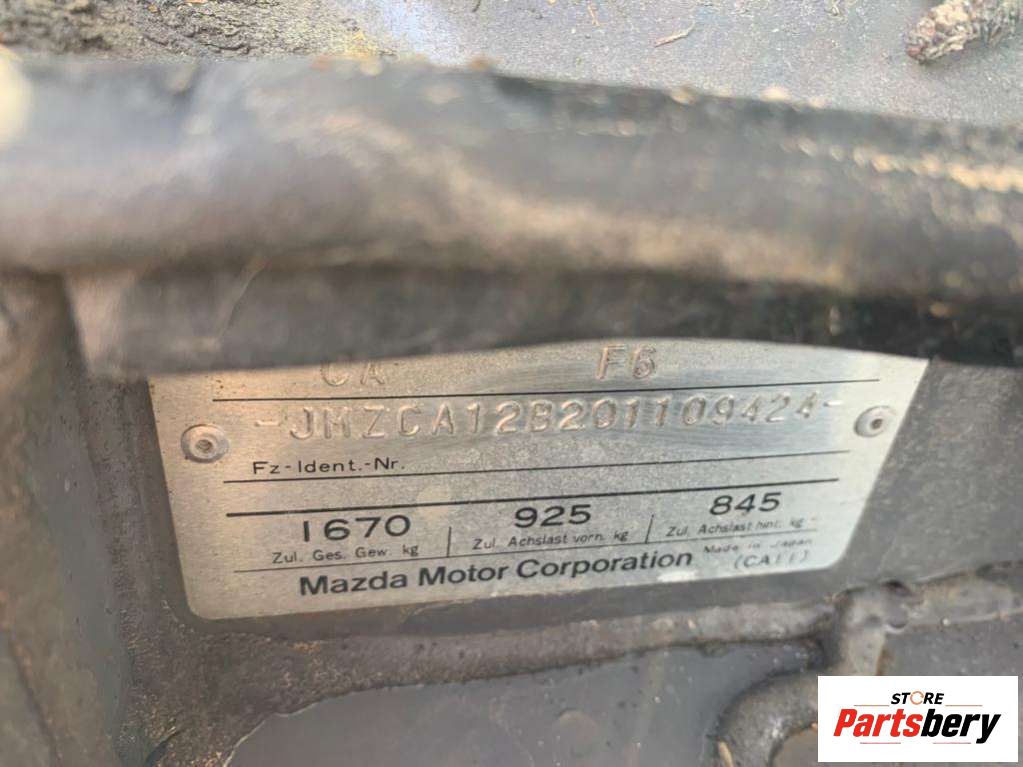 CA F6
-JMZCA12B201109424-
Fz-Ident.-Nr.
1670 925 845
Zul. Ges. Gew. kg Zul. Achslast vorn. kg Zul. Achslast hint. kg
Mazda Motor Corporation Made in Japan
(CA11)
STORE
Partsbery